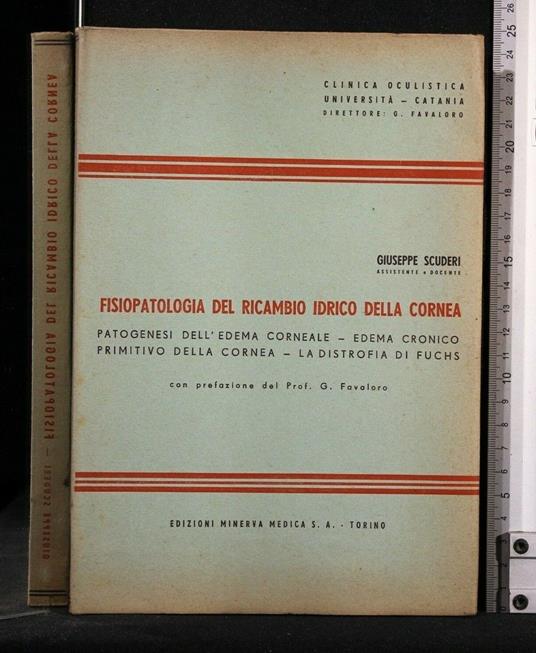 CLINICA OCULISTICA
UNIVERSITÀ - CATANIA
DIRETTORE: G. FAVALORO
GIUSEPPE SCUDERI
ASSISTENTE e DOCENTE
FISIOPATOLOGIA DEL RICAMBIO IDRICO DELLA CORNEA
PATOGENESI DELL'EDEMA CORNEALE - EDEMA CRONICO
PRIMITIVO DELLA CORNEA - LA DISTROFIA DI FUCHS
con prefazione del Prof. G. Favaloro
EDIZIONI MINERVA MEDICA S. A. - TORINO
GIUSEPPE SCUDERI - FISIOPATOLOGIA DEL RICAMBIO IDRICO DELLA CORNEA